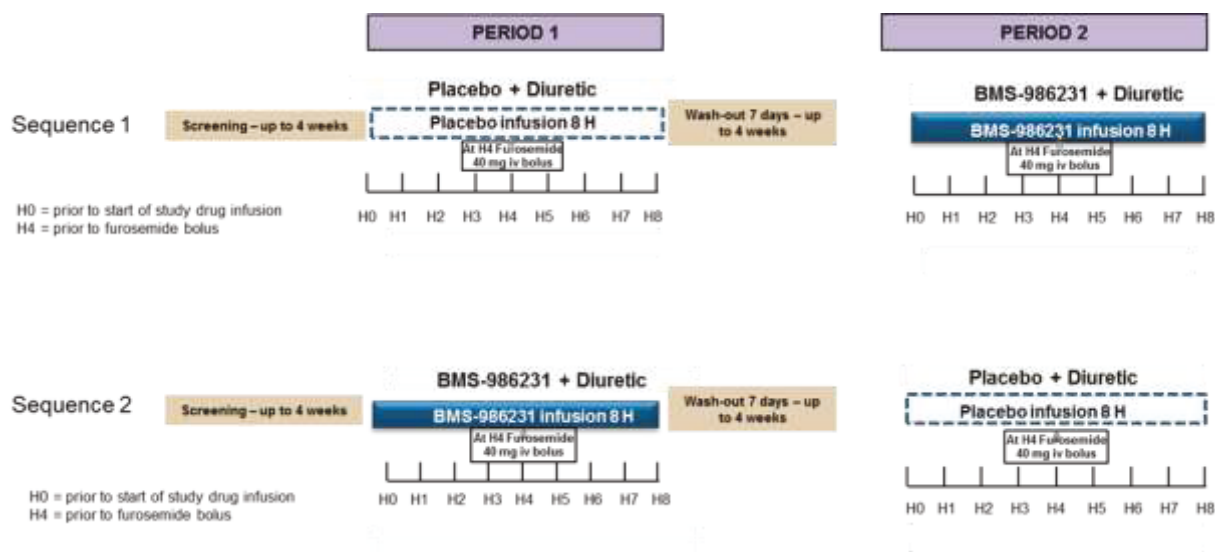 PERIOD 1
PERIOD 2
Sequence 1
Screening – up to 4 weeks
Placebo + Diuretic
Placebo infusion 8 H
At H4 Furosemide
40 mg iv bolus
H0 H1 H2 H3 H4 H5 H6 H7 H8
Wash-out 7 days – up
to 4 weeks
BMS-986231 + Diuretic
BMS-986231 infusion 8 H
At H4 Furosemide
40 mg iv bolus
H0 H1 H2 H3 H4 H5 H6 H7 H8
H0 = prior to start of study drug infusion
H4 = prior to furosemide bolus
Sequence 2
Screening – up to 4 weeks
BMS-986231 + Diuretic
BMS-986231 infusion 8 H
At H4 Furosemide
40 mg iv bolus
H0 H1 H2 H3 H4 H5 H6 H7 H8
Wash-out 7 days – up
to 4 weeks
Placebo + Diuretic
Placebo infusion 8 H
At H4 Furosemide
40 mg iv bolus
H0 H1 H2 H3 H4 H5 H6 H7 H8
H0 = prior to start of study drug infusion
H4 = prior to furosemide bolus